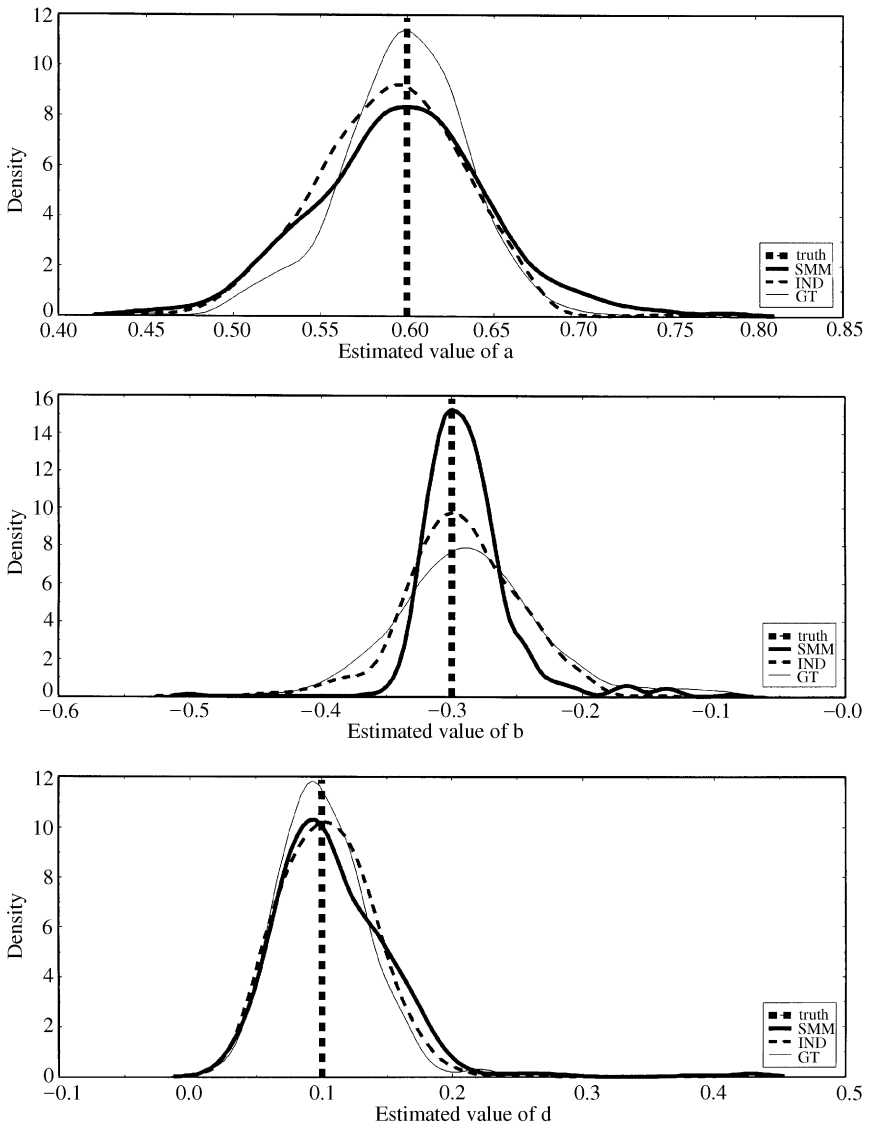 12
10
8
6
4
2
0
Density
0.40 0.45 0.50 0.55 0.60 0.65 0.70 0.75 0.80 0.85
Estimated value of a
truth
SMM
IND
GT
16
14
12
10
8
6
4
2
0
Density
−0.6 −0.5 −0.4 −0.3 −0.2 −0.1 −0.0
Estimated value of b
truth
SMM
IND
GT
12
10
8
6
4
2
0
Density
−0.1 0.0 0.1 0.2 0.3 0.4 0.5
Estimated value of d
truth
SMM
IND
GT